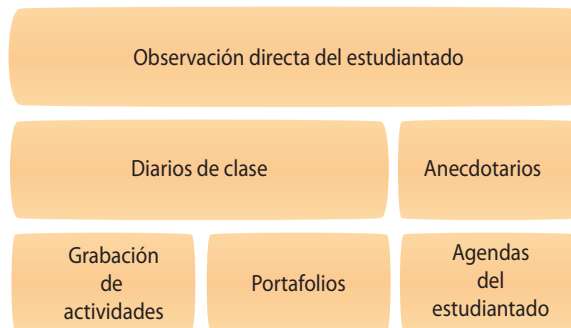 Observación directa del estudiantado
Diarios de clase
Anecdotarios
Grabación
de
actividades
Portafolios
Agendas
del
estudiantado